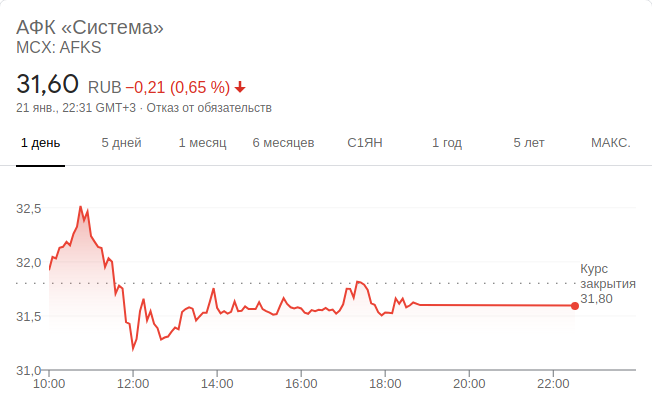 АФК «Система»
MCX: AFKS
31,60 RUB −0,21 (0,65 %)
21 янв., 22:31 GMT+3 · Отказ от обязательств
1 день 5 дней 1 месяц 6 месяцев С1ЯН 1 год 5 лет МАКС.
32,5
32,0
Курс
закрытия
31,80
31,5
31,0
10:00 12:00 14:00 16:00 18:00 20:00 22:00